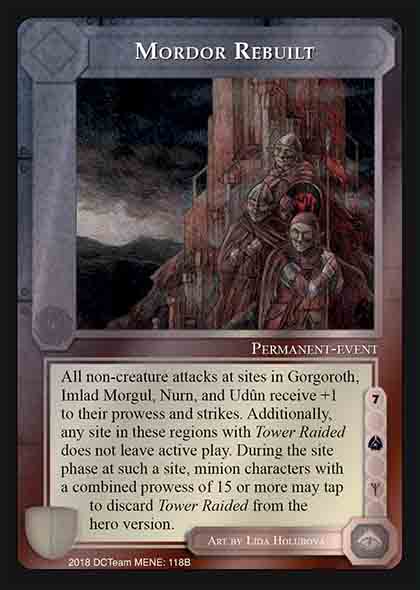 Mordor Rebuilt
Permanent-event
All non-creature attacks at sites in Gorgoroth,
Imlad Morgul, Nurn, and Udûn receive +1
to their prowess and strikes. Additionally,
any site in these regions with Tower Raided
does not leave active play. During the site
phase at such a site, minion characters with
a combined prowess of 15 or more may tap
to discard Tower Raided from the
hero version.
7
Art by Lída Holubová
2018 DCTeam MENE: 118B